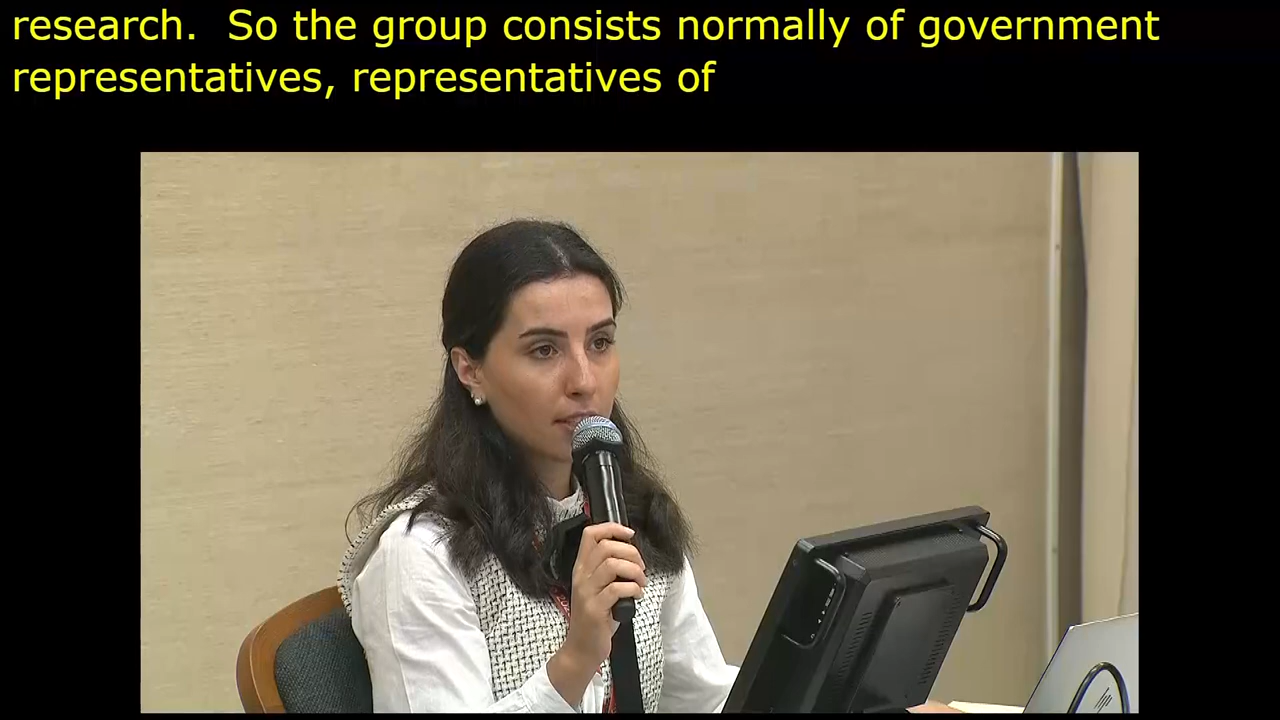 research.  So the group consists normally of government
representatives, representatives of